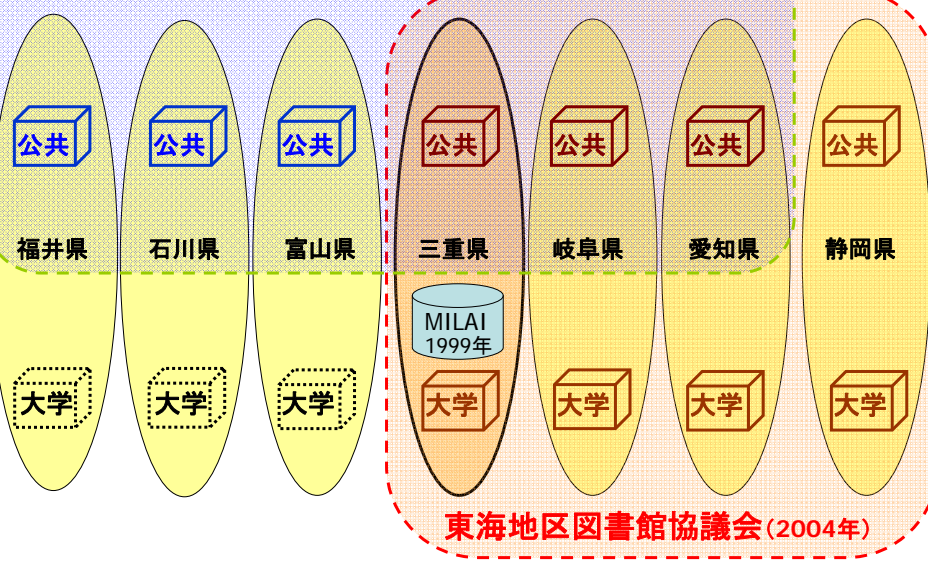 公共 公共 公共 公共 公共 公共 公共
福井県 石川県 富山県 三重県 岐阜県 愛知県 静岡県
MILAI
1999年
大学 大学 大学 大学 大学 大学 大学
東海地区図書館協議会(2004年)